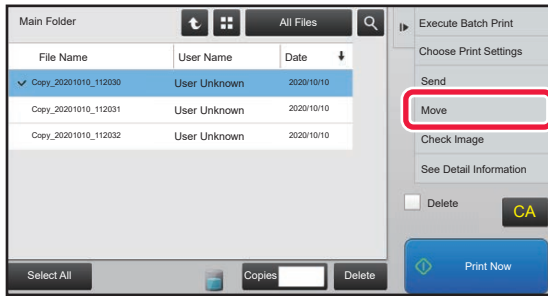 Main Folder
All Files
File Name User Name Date
Copy_20201010_112030 User Unknown 2020/10/10
Copy_20201010_112031 User Unknown 2020/10/10
Copy_20201010_112032 User Unknown 2020/10/10
Select All
Copies
Delete
Execute Batch Print
Choose Print Settings
Send
Move
Check Image
See Detail Information
Delete
CA
Print Now